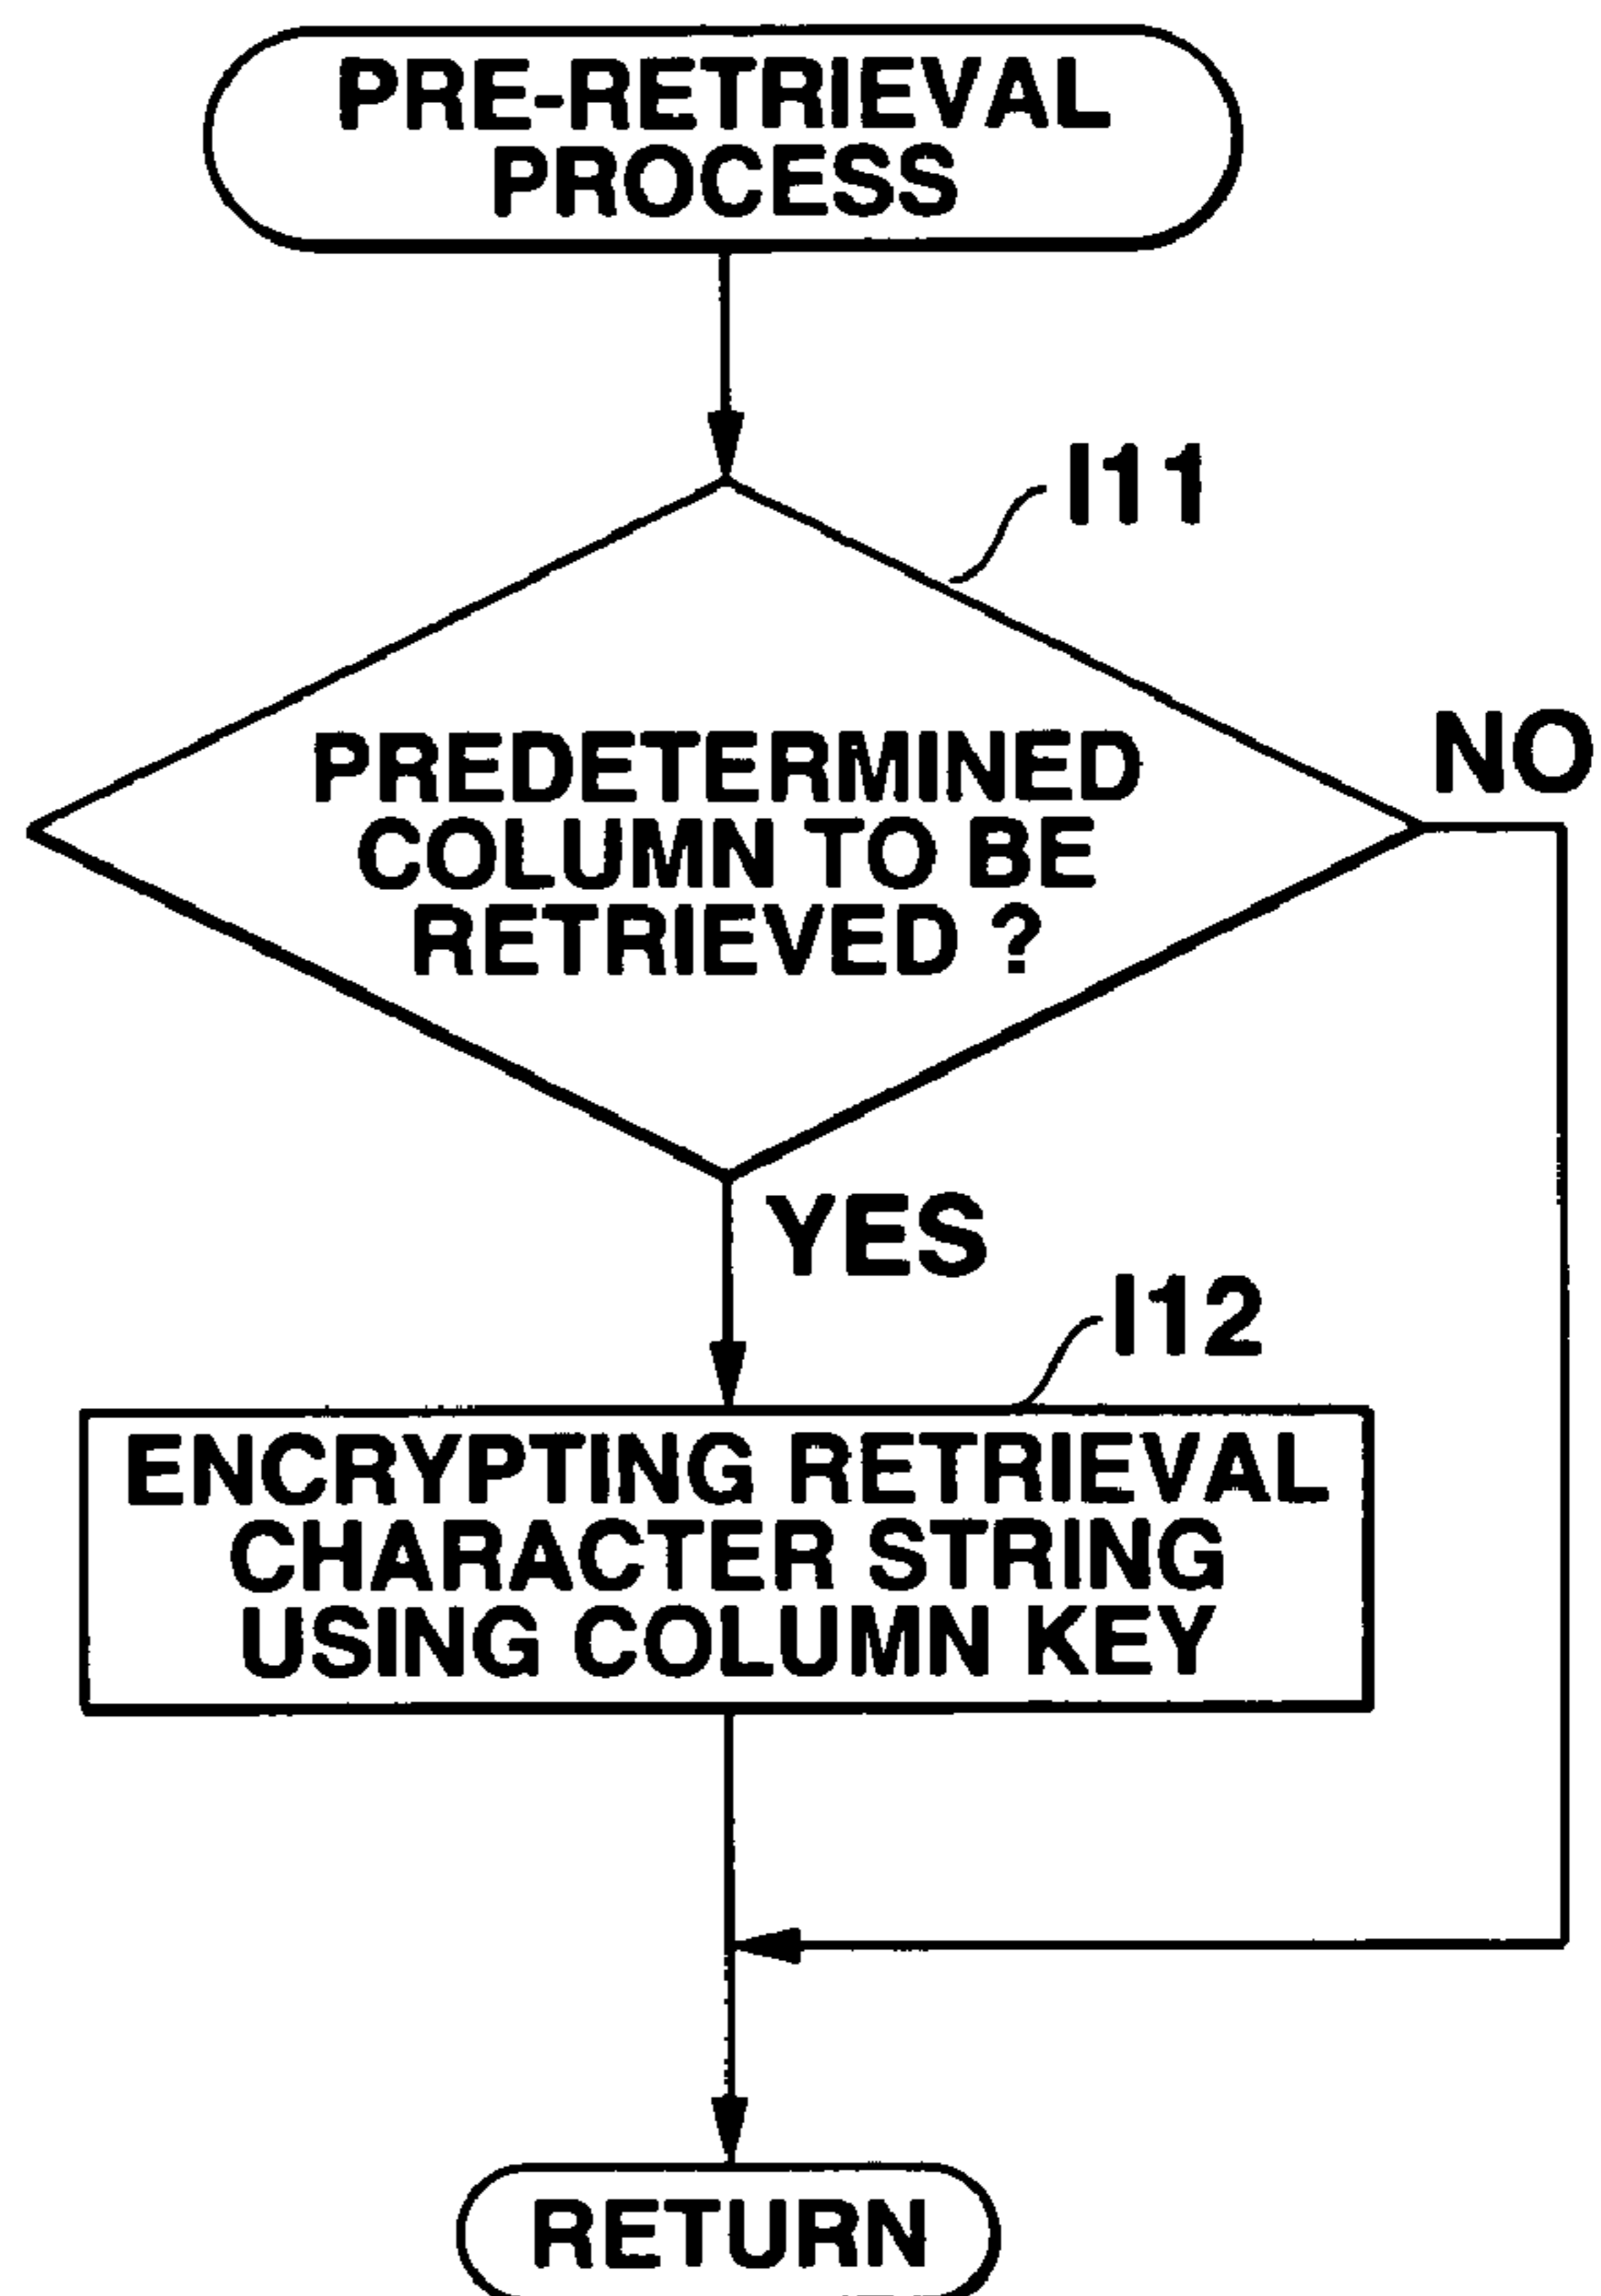 PRE-RETRIEVAL
PROCESS
I11
PREDETERMINED
COLUMN TO BE
RETRIEVED ?
NO
YES
I12
ENCRYPTING RETRIEVAL
CHARACTER STRING
USING COLUMN KEY
RETURN